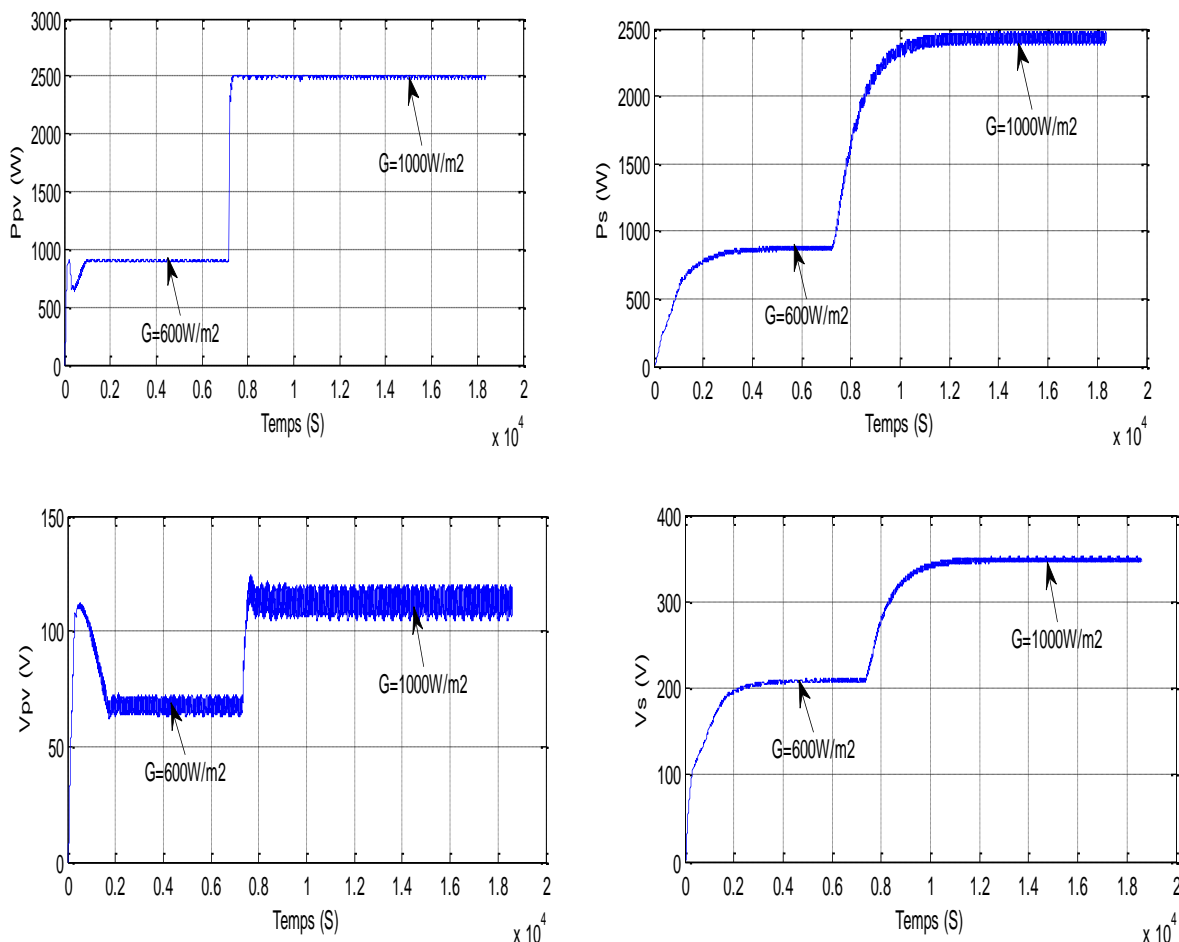 3000
2500
2000
1500
1000
500
0
Ppv (W)
G=1000W/m2
G=600W/m2
0 0.2 0.4 0.6 0.8 1 1.2 1.4 1.6 1.8 2
Temps (S)
x 10^4
2500
2000
1500
1000
500
0
Ps (W)
G=1000W/m2
G=600W/m2
0 0.2 0.4 0.6 0.8 1 1.2 1.4 1.6 1.8 2
Temps (S)
x 10^4
150
100
50
0
Vpv (V)
G=1000W/m2
G=600W/m2
0 0.2 0.4 0.6 0.8 1 1.2 1.4 1.6 1.8 2
Temps (S)
x 10^4
400
300
200
100
0
Vs (V)
G=1000W/m2
G=600W/m2
0 0.2 0.4 0.6 0.8 1 1.2 1.4 1.6 1.8 2
Temps (S)
x 10^4